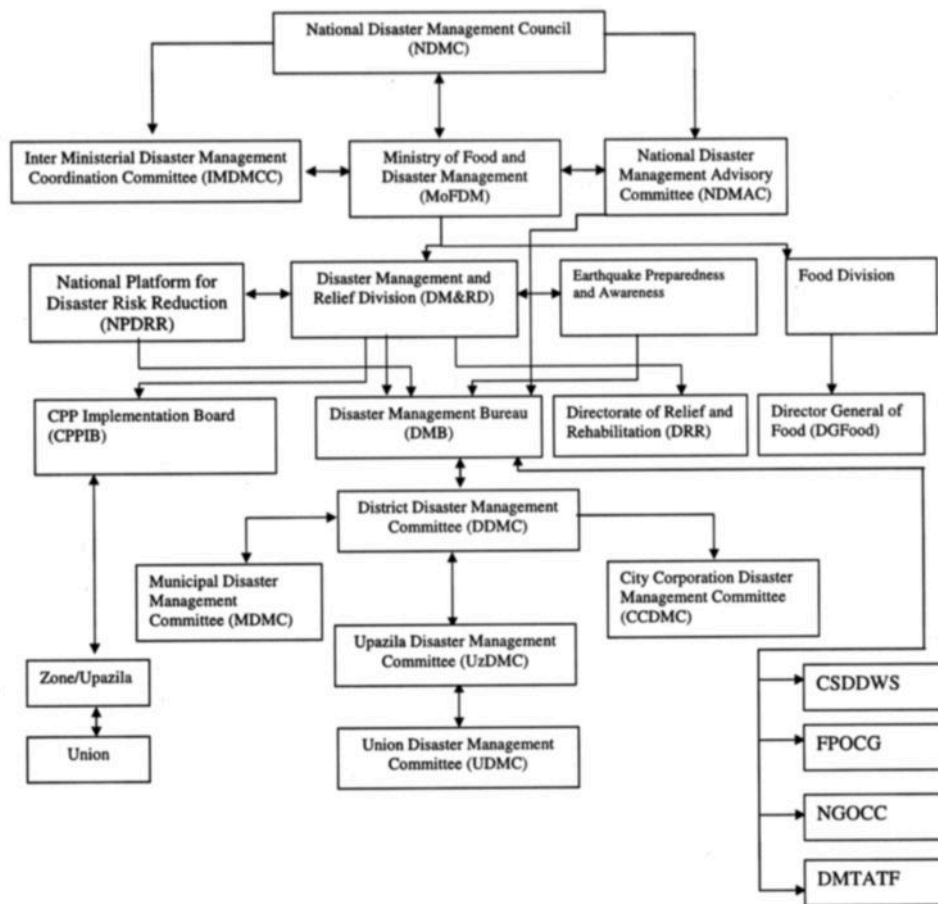 National Disaster Management Council
(NDMC)
Inter Ministerial Disaster Management
Coordination Committee (IMDMCC)
Ministry of Food and
Disaster Management
(MoFDM)
National Disaster
Management Advisory
Committee (NDMAC)
National Platform for
Disaster Risk Reduction
(NPDRR)
Disaster Management and
Relief Division (DM&RD)
Earthquake Preparedness
and Awareness
Food Division
CPP Implementation Board
(CPPIB)
Disaster Management Bureau
(DMB)
Directorate of Relief and
Rehabilitation (DRR)
Director General of
Food (DGFood)
District Disaster Management
Committee (DDMC)
Municipal Disaster
Management
Committee (MDMC)
City Corporation Disaster
Management Committee
(CCDMC)
Upazila Disaster Management
Committee (UzDMC)
Zone/Upazila
Union
Union Disaster Management
Committee (UDMC)
CSDDWS
FPOCG
NGOCC
DMTATF